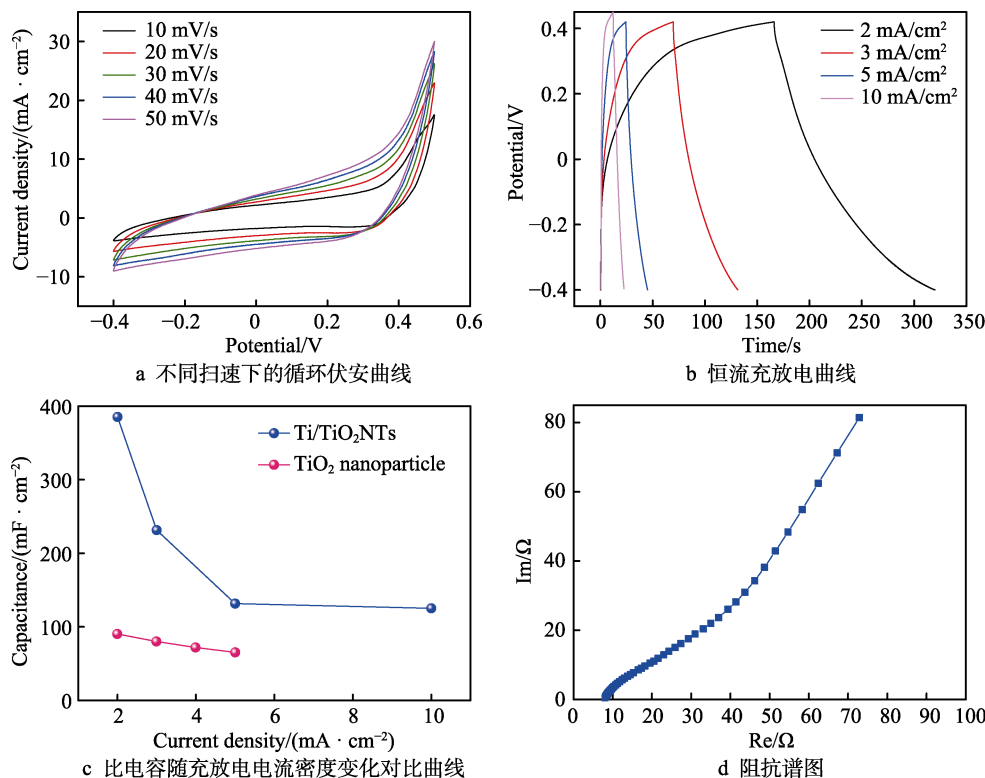 30
20
10
0
−10
Current density/(mA · cm⁻²)
10 mV/s
20 mV/s
30 mV/s
40 mV/s
50 mV/s
−0.4
−0.2
0
0.2
0.4
0.6
Potential/V
a 不同扫速下的循环伏安曲线
0.4
0.2
0
−0.2
−0.4
Potential/V
2 mA/cm²
3 mA/cm²
5 mA/cm²
10 mA/cm²
0
50
100
150
200
250
300
350
Time/s
b 恒流充放电曲线
400
300
200
100
0
Capacitance/(mF · cm⁻²)
Ti/TiO₂NTs
TiO₂ nanoparticle
2
4
6
8
10
Current density/(mA · cm⁻²)
c 比电容随充放电电流密度变化对比曲线
80
60
40
20
0
Im/Ω
0
10
20
30
40
50
60
70
80
90
100
Re/Ω
d 阻抗谱图